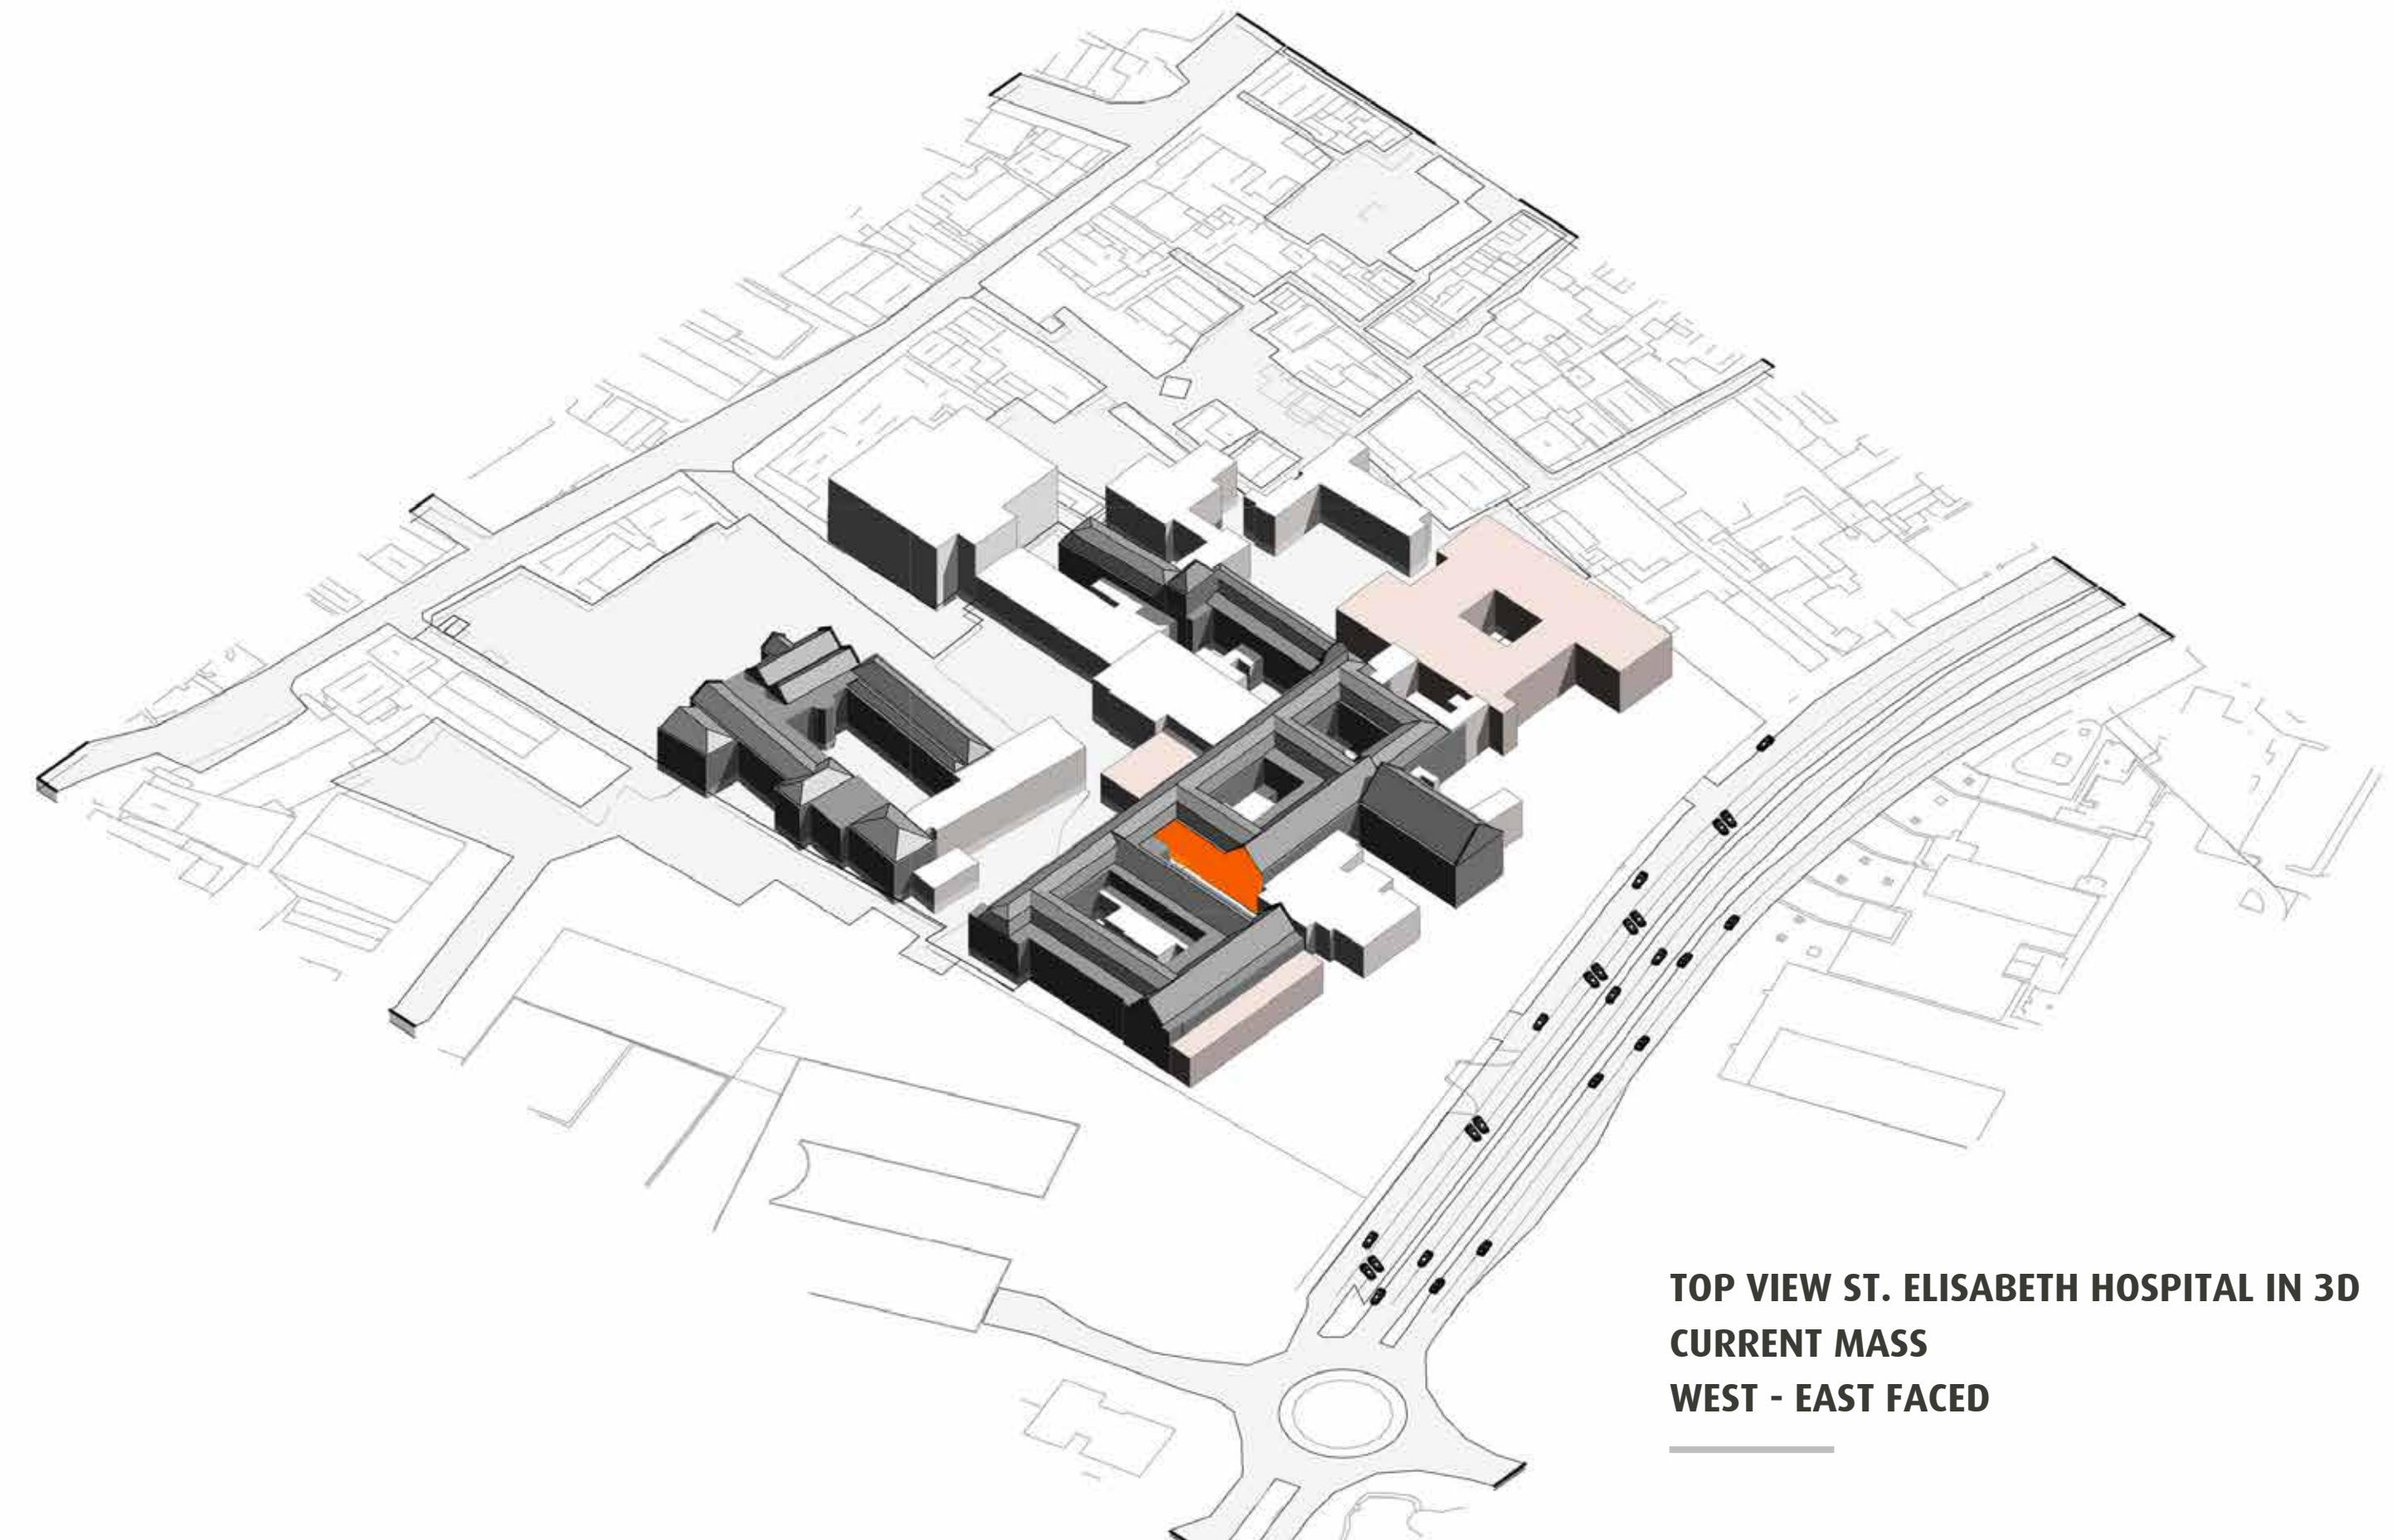 TOP VIEW ST. ELISABETH HOSPITAL IN 3D
CURRENT MASS
WEST - EAST FACED